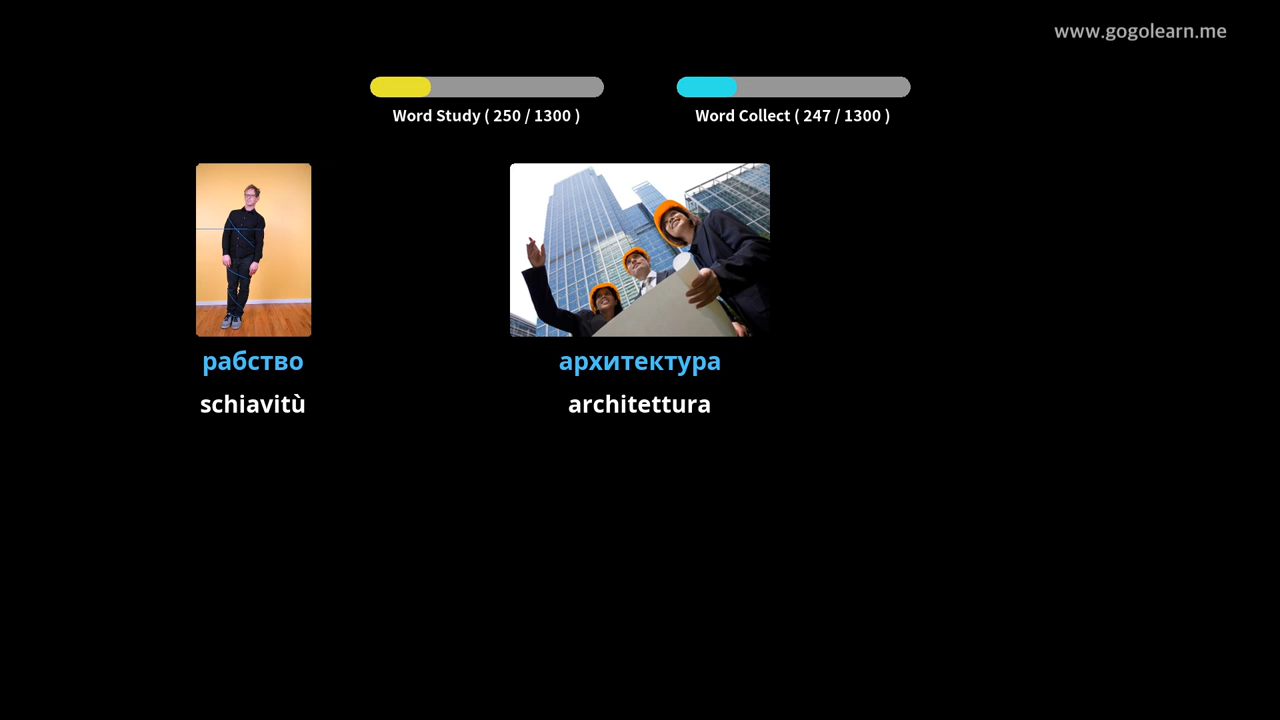 www.gogolearn.me
Word Study ( 250 / 1300 )
Word Collect ( 247 / 1300 )
рабство
архитектура
schiavitù
architettura